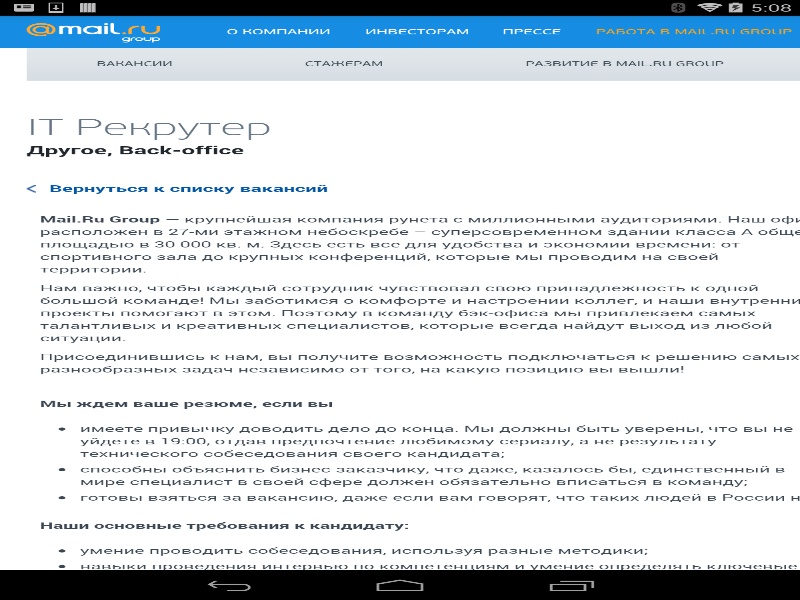 5:08
@mail.ru
group
О КОМПАНИИ ИНВЕСТОРАМ ПРЕССЕ РАБОТА В MAIL.RU GROUP
ВАКАНСИИ СТАЖЕРАМ РАЗВИТИЕ В MAIL.RU GROUP
IT Рекрутер
Другое, Back-office
< Вернуться к списку вакансий
Mail.Ru Group — крупнейшая компания рунета с миллионными аудиториями. Наш
расположен в 27-ми этажном небоскребе — суперсовременном здании класса А
площадью в 30 000 кв. м. Здесь есть все для удобства и экономии времени: от
спортивного зала до крупных конференций, которые мы проводим на своей
территории.
Нам важно, чтобы каждый сотрудник чувствовал свою принадлежность к одной
большой команде! Мы заботимся о комфорте и настроении коллег, и наши
проекты помогают в этом. Поэтому в команду бэк-офиса мы привлекаем самых
талантливых и креативных специалистов, которые всегда найдут выход из любой
ситуации.
Присоединившись к нам, вы получите возможность подключаться к решению самых
разнообразных задач независимо от того, на какую позицию вы вышли!
Мы ждем ваше резюме, если вы
• имеете привычку доводить дело до конца. Мы должны быть уверены, что вы не
уйдете в 19:00, отдав предпочтение любимому сериалу, а не результату
технического собеседования своего кандидата;
• способны объяснить бизнес заказчику, что даже, казалось бы, единственный в
мире специалист в своей сфере должен обязательно вписаться в команду;
• готовы взяться за вакансию, даже если вам говорят, что таких людей в России
Наши основные требования к кандидату:
• умение проводить собеседования, используя разные методики;
• навыки проведения интервью по компетенциям и умение определять ключевые